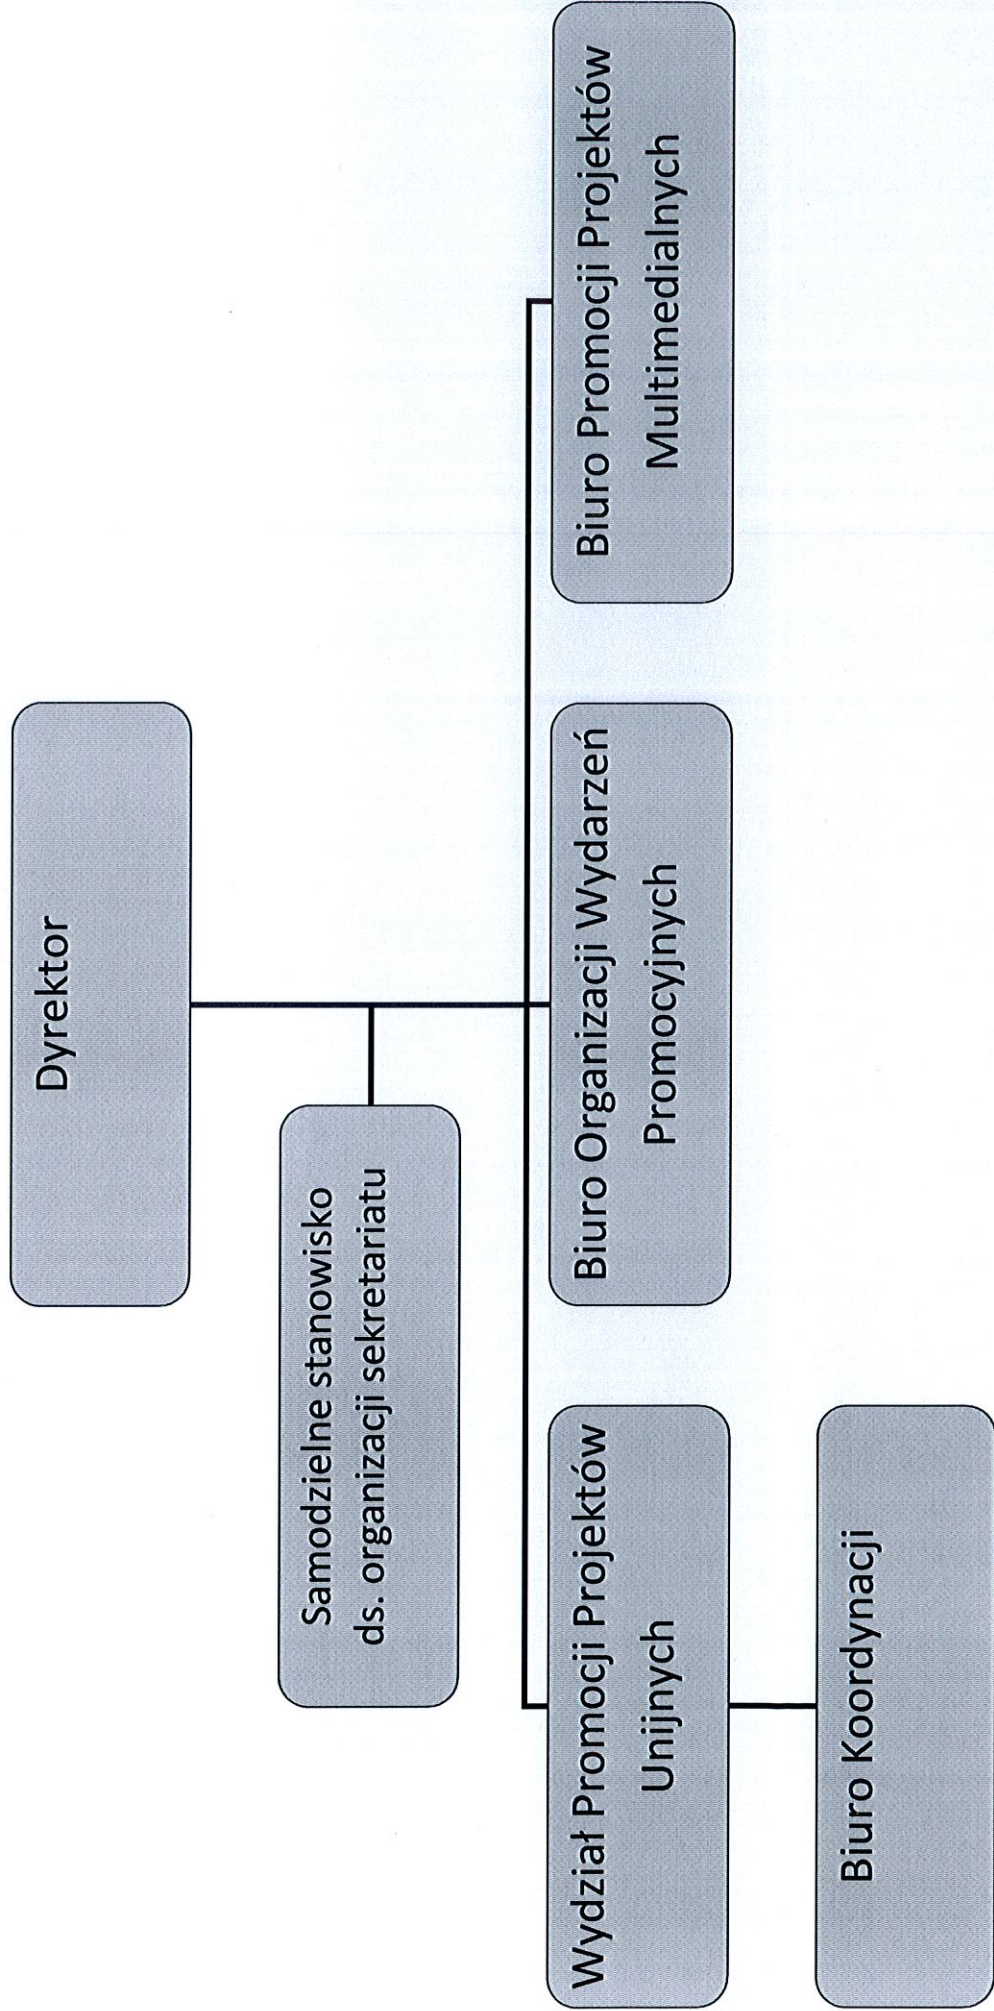 Dyrektor
Samodzielne stanowisko
ds. organizacji sekretariatu
Wydział Promocji Projektów
Unijnych
Biuro Organizacji Wydarzeń
Promocyjnych
Biuro Promocji Projektów
Multimedialnych
Biuro Koordynacji